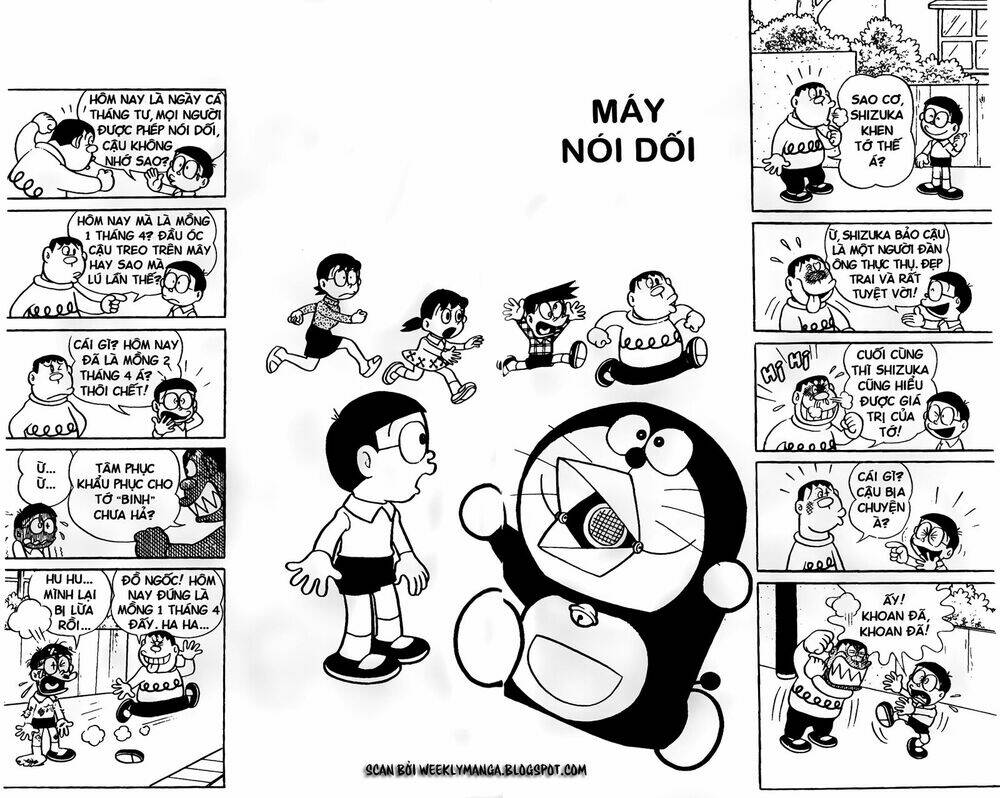 MÁY
NÓI DỐI
SAO CƠ,
SHIZUKA
KHEN
TỚ THẾ
Á?
Ừ, SHIZUKA BẢO CẬU
LÀ MỘT NGƯỜI ĐÀN
ÔNG THỰC THỤ. ĐẸP
TRAI VÀ RẤT
TUYỆT VỜI!
HÍ HÍ
CUỐI CÙNG
THÌ SHIZUKA
CŨNG HIỂU
ĐƯỢC GIÁ
TRỊ CỦA
TỚ!
CÁI GÌ?
CẬU BỊA
CHUYỆN
À?
ẤY!
KHOAN ĐÃ,
KHOAN ĐÃ!
HÔM NAY LÀ NGÀY CÁ
THÁNG TƯ, MỌI NGƯỜI
ĐƯỢC PHÉP NÓI DỐI,
CẬU KHÔNG
NHỚ SAO?
HÔM NAY MÀ LÀ MỒNG
1 THÁNG 4? ĐẦU ÓC
CẬU TREO TRÊN MÂY
HAY SAO MÀ
LÚ LẨN THẾ?
CÁI GÌ? HÔM NAY
ĐÃ LÀ MỒNG 2
THÁNG 4 Á?
THÔI CHẾT!
TÂM PHỤC
KHẨU PHỤC CHO
TỚ "BINH"
CHƯA HẢ?
Ừ...
Ừ...
ĐỒ NGỐC! HÔM
NAY ĐÚNG LÀ
MỒNG 1 THÁNG 4
ĐẤY. HA HA...
HU HU...
MÌNH LẠI
BỊ LỪA
RỒI...
SCAN BỞI WEEKLYMANGA.BLOGSPOT.COM